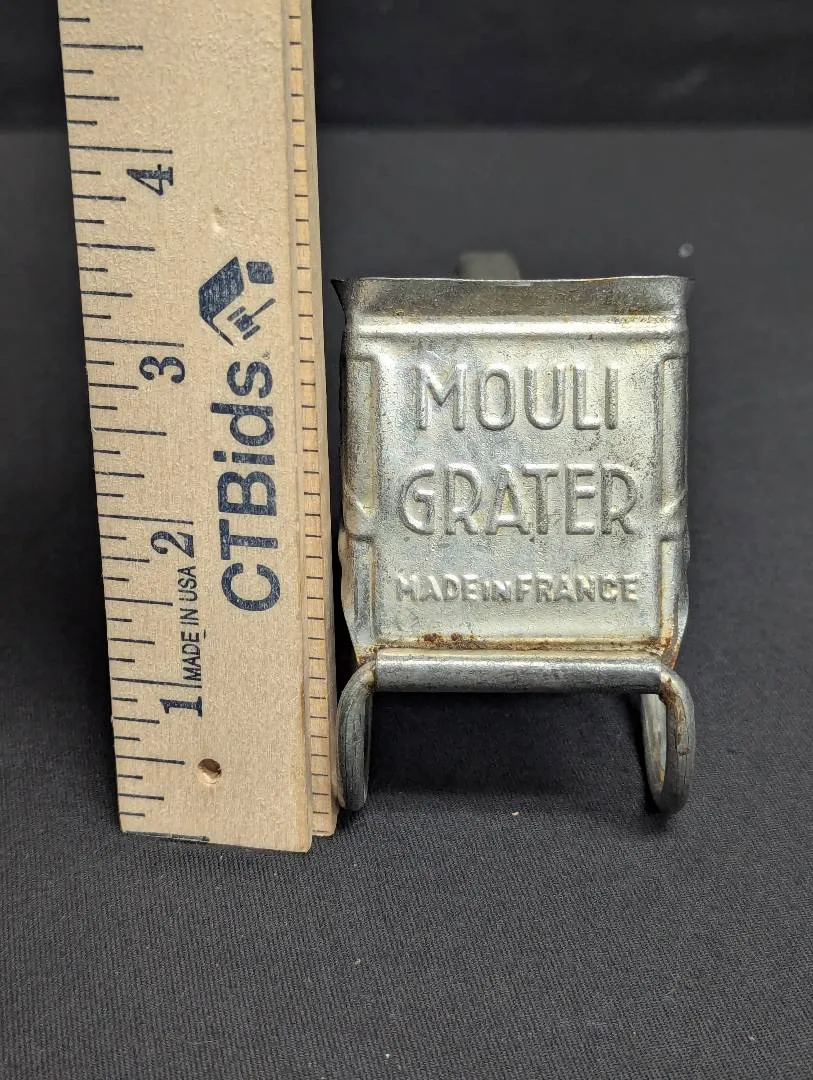 4
3
2
1
CTBids
MADE IN USA
MOULI
GRATER
MADE in FRANCE